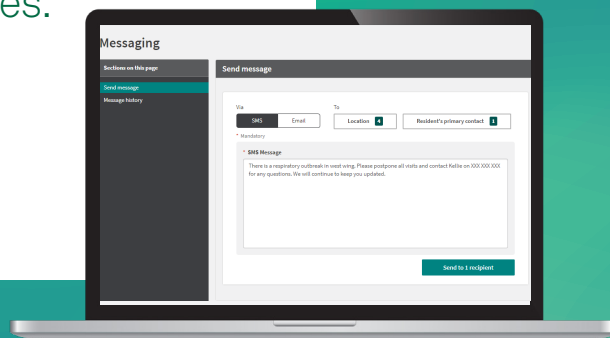 es.
Messaging
Sections on this page
Send message
Message history
Send message
Via
To
SMS
Email
Location 4
Resident's primary contact 1
* Mandatory
* SMS Message
There is a respiratory outbreak in west wing. Please postpone all visits and contact Kellie on XXX XXX XXX
for any questions. We will continue to keep you updated.
Send to 1 recipient